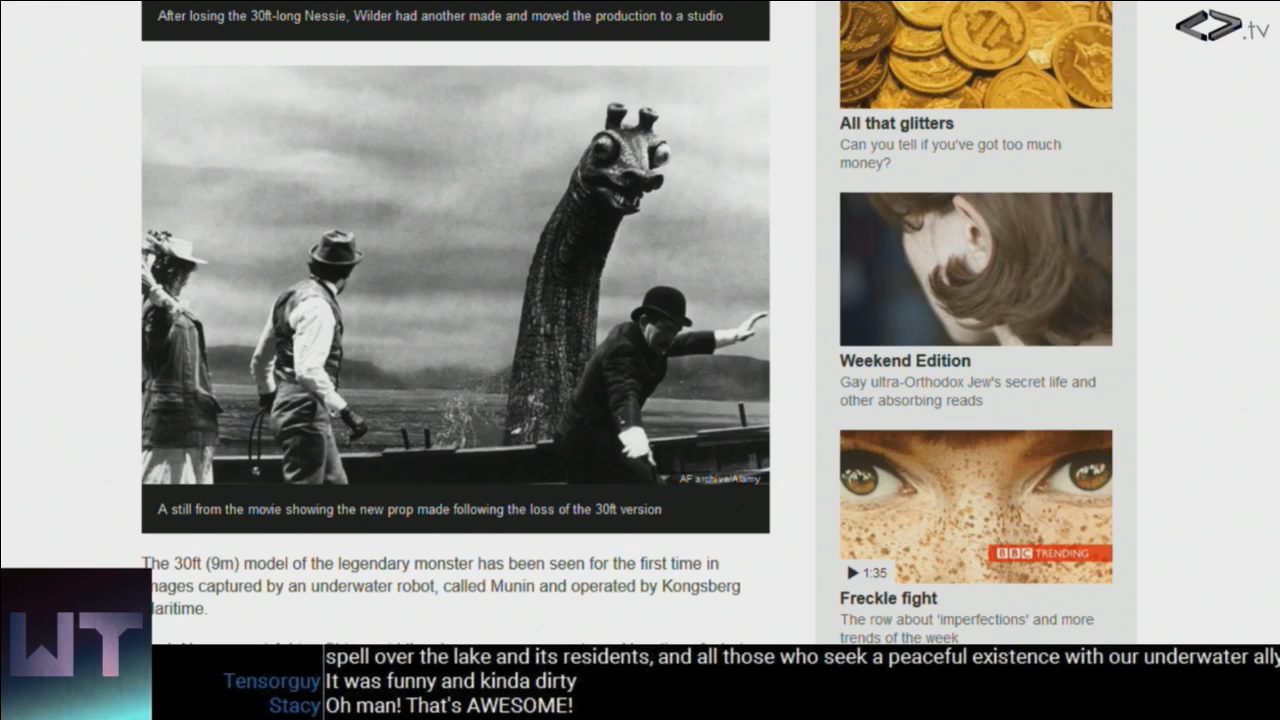 After losing the 30ft-long Nessie, Wilder had another made and moved the production to a studio
.tv
AF archive/Alamy
A still from the movie showing the new prop made following the loss of the 30ft version
The 30ft (9m) model of the legendary monster has been seen for the first time in
mages captured by an underwater robot, called Munin and operated by Kongsberg
aritime.
All that glitters
Can you tell if you've got too much
money?
Weekend Edition
Gay ultra-Orthodox Jew's secret life and
other absorbing reads
BBC TRENDING
1:35
Freckle fight
The row about 'imperfections' and more
trends of the week
WT
spell over the lake and its residents, and all those who seek a peaceful existence with our underwater ally
Tensorguy It was funny and kinda dirty
Stacy Oh man! That's AWESOME!